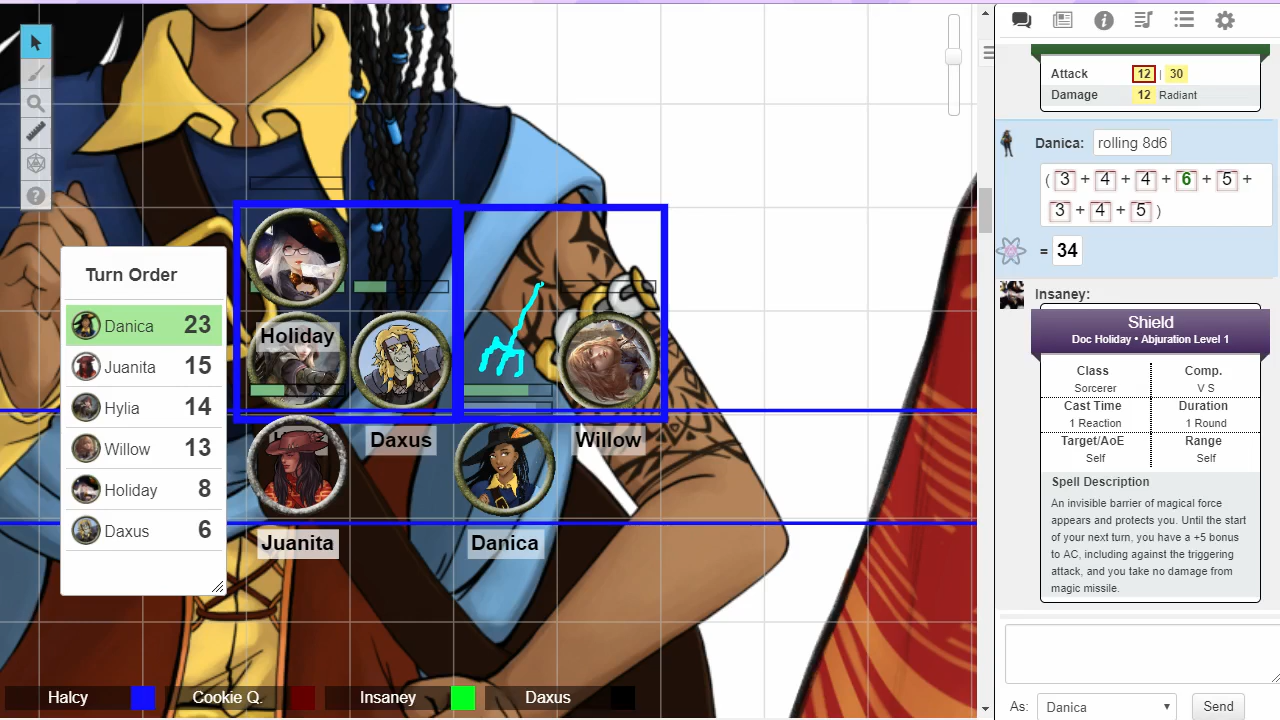 Turn Order
Danica 23
Juanita 15
Hylia 14
Willow 13
Holiday 8
Daxus 6
Holiday
Daxus
Willow
Juanita
Danica
Halcy
Cookie Q.
Insaney
Daxus
Attack 12 | 30
Damage 12 Radiant
Danica: rolling 8d6
( 3 + 4 + 4 + 6 + 5 +
3 + 4 + 5 )
= 34
Insaney:
Shield
Doc Holiday • Abjuration Level 1
Class Comp.
Sorcerer V S
Cast Time Duration
1 Reaction 1 Round
Target/AoE Range
Self Self
Spell Description
An invisible barrier of magical force
appears and protects you. Until the start
of your next turn, you have a +5 bonus
to AC, including against the triggering
attack, and you take no damage from
magic missile.
As: Danica Send